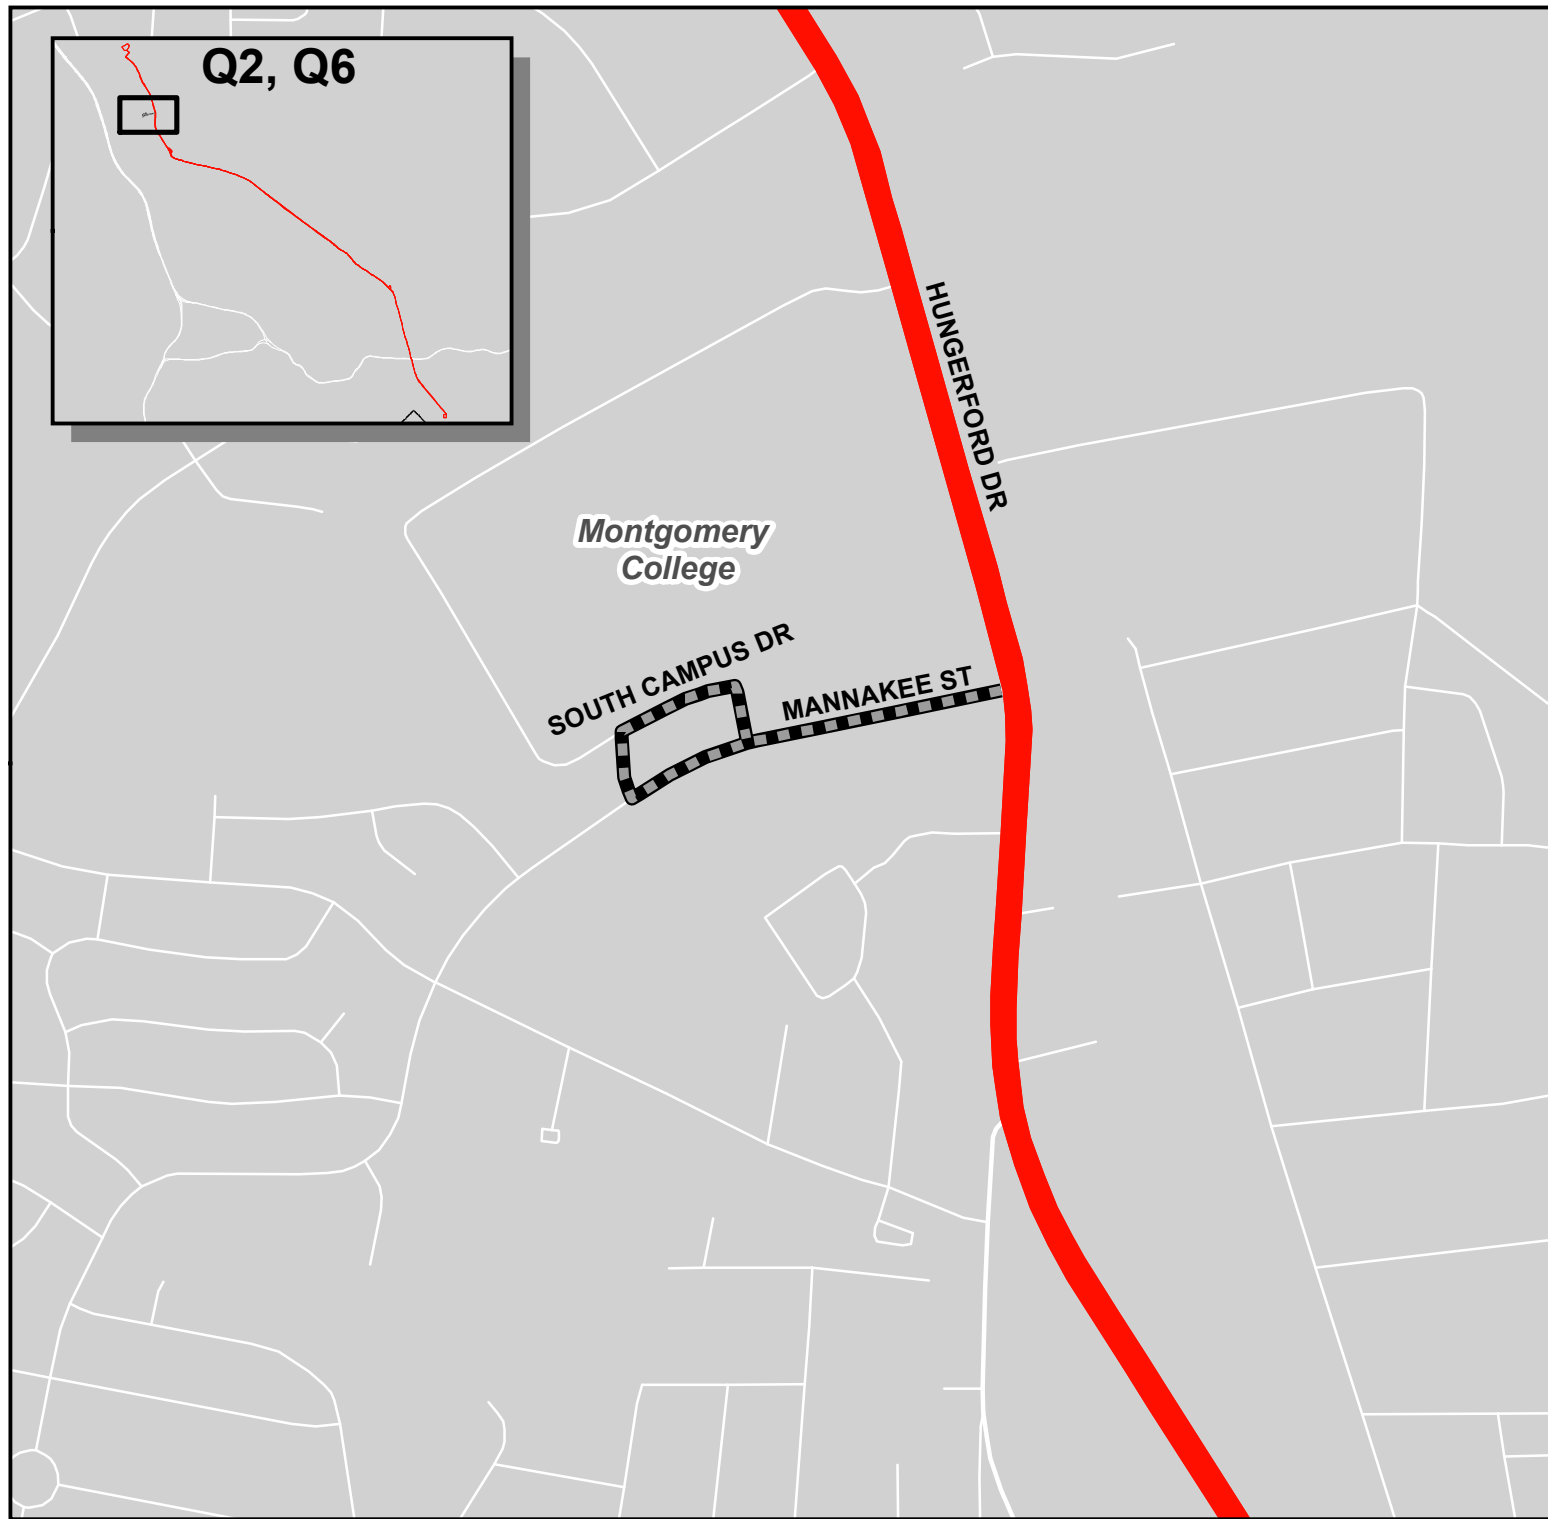 Q2, Q6
HUNGERFORD DR
Montgomery
College
SOUTH CAMPUS DR
MANNAKEE ST